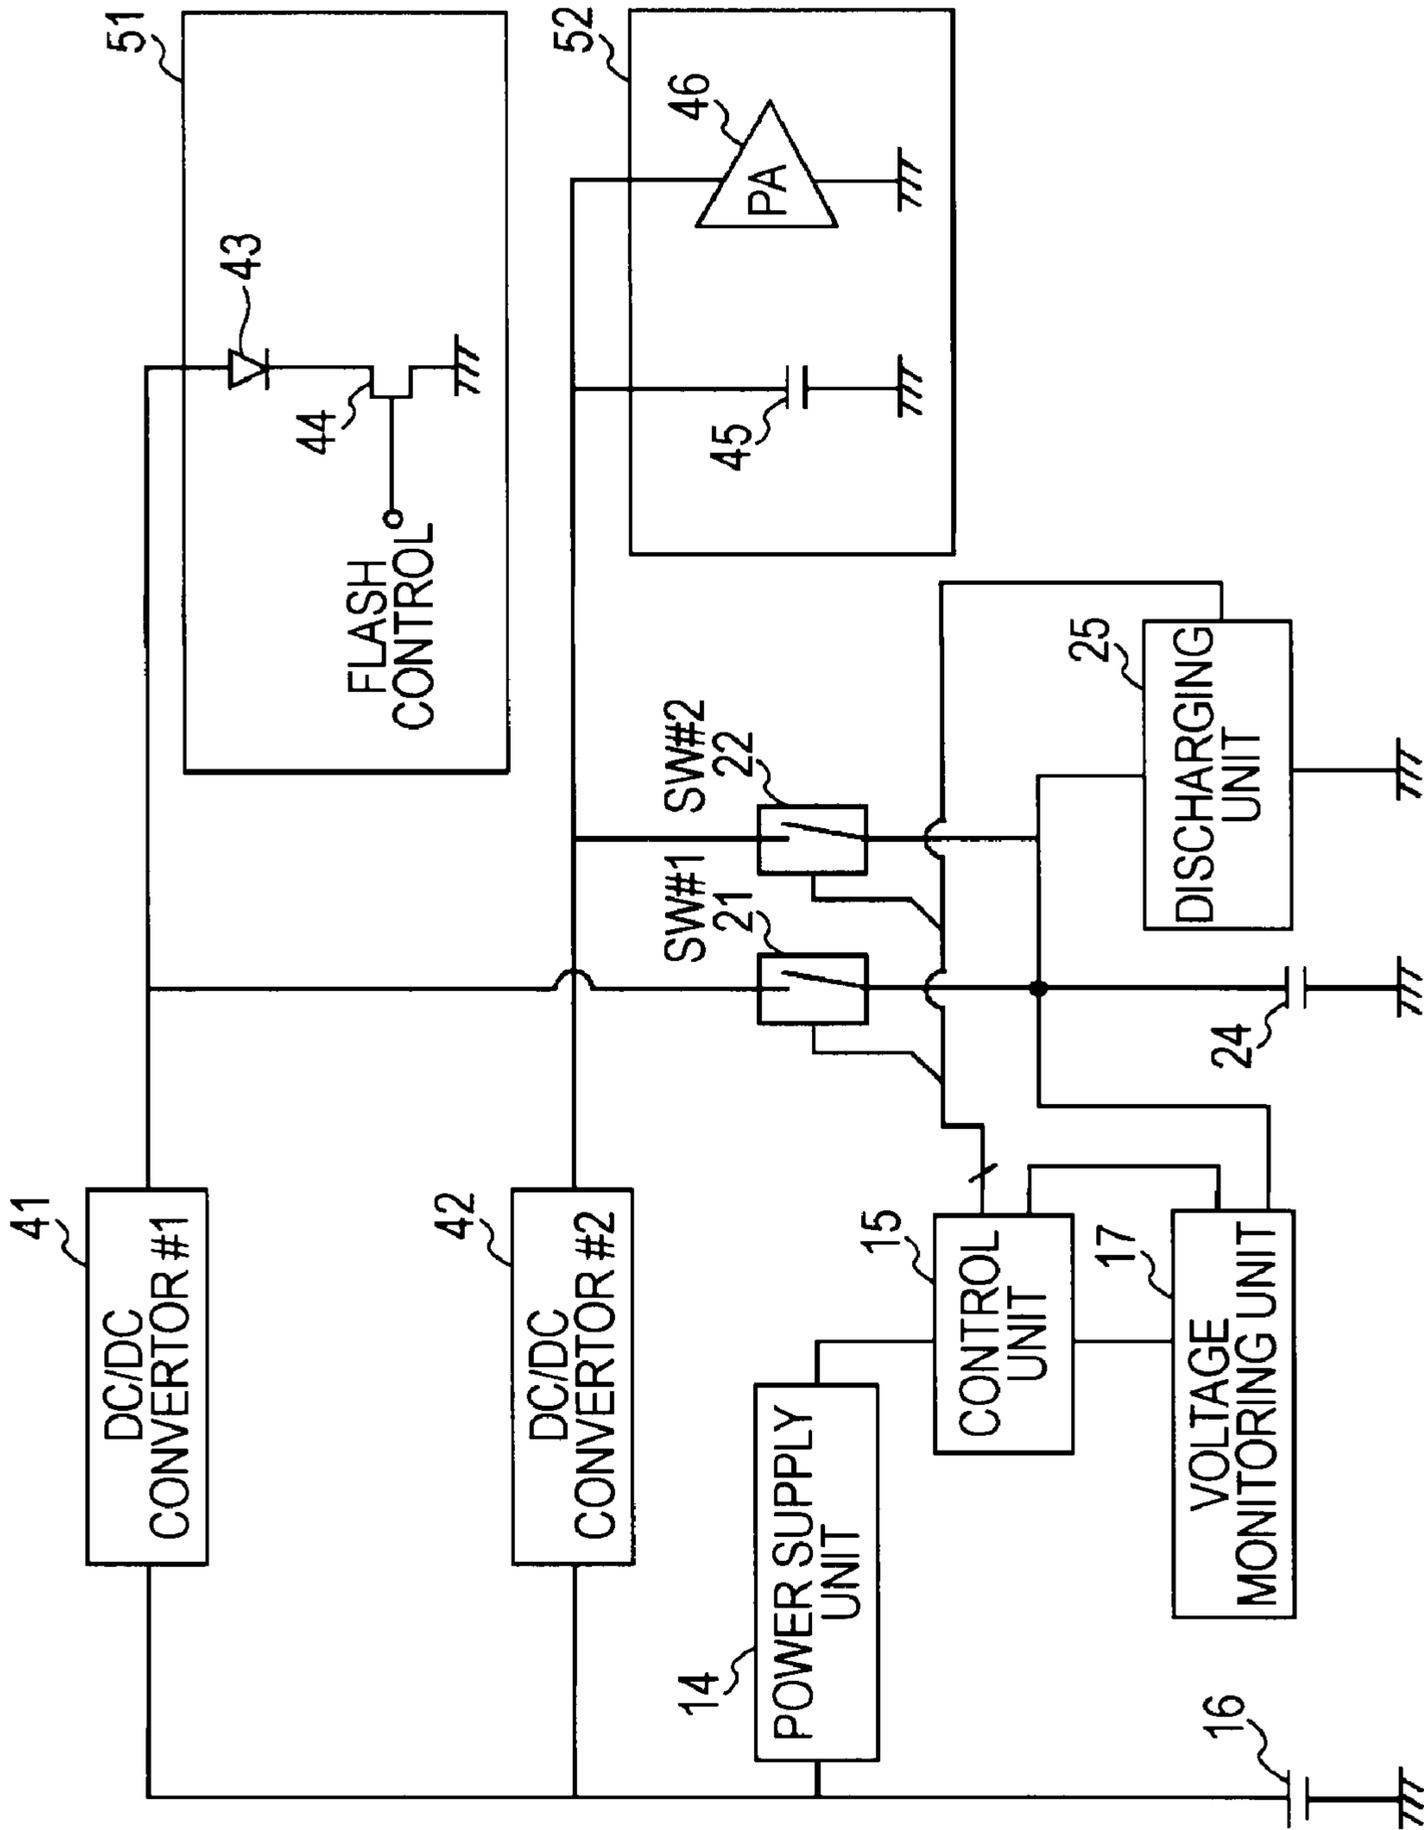 41
DC/DC
CONVERTOR #1
51
43
44
FLASH
CONTROL
42
DC/DC
CONVERTOR #2
52
46
PA
45
SW#1
21
SW#2
22
14
POWER SUPPLY
UNIT
15
CONTROL
UNIT
17
VOLTAGE
MONITORING UNIT
25
DISCHARGING
UNIT
16
24